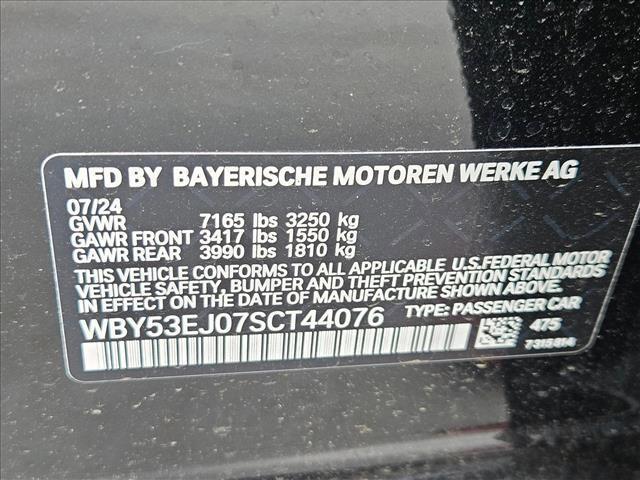 MFD BY BAYERISCHE MOTOREN WERKE AG
07/24
GVWR 7165 lbs 3250 kg
GAWR FRONT 3417 lbs 1550 kg
GAWR REAR 3990 lbs 1810 kg
THIS VEHICLE CONFORMS TO ALL APPLICABLE U.S.FEDERAL MOTOR
VEHICLE SAFETY, BUMPER, AND THEFT PREVENTION STANDARDS
IN EFFECT ON THE DATE OF MANUFACTURE SHOWN ABOVE.
WBY53EJ07SCT44076 TYPE: PASSENGER CAR
475
7315814